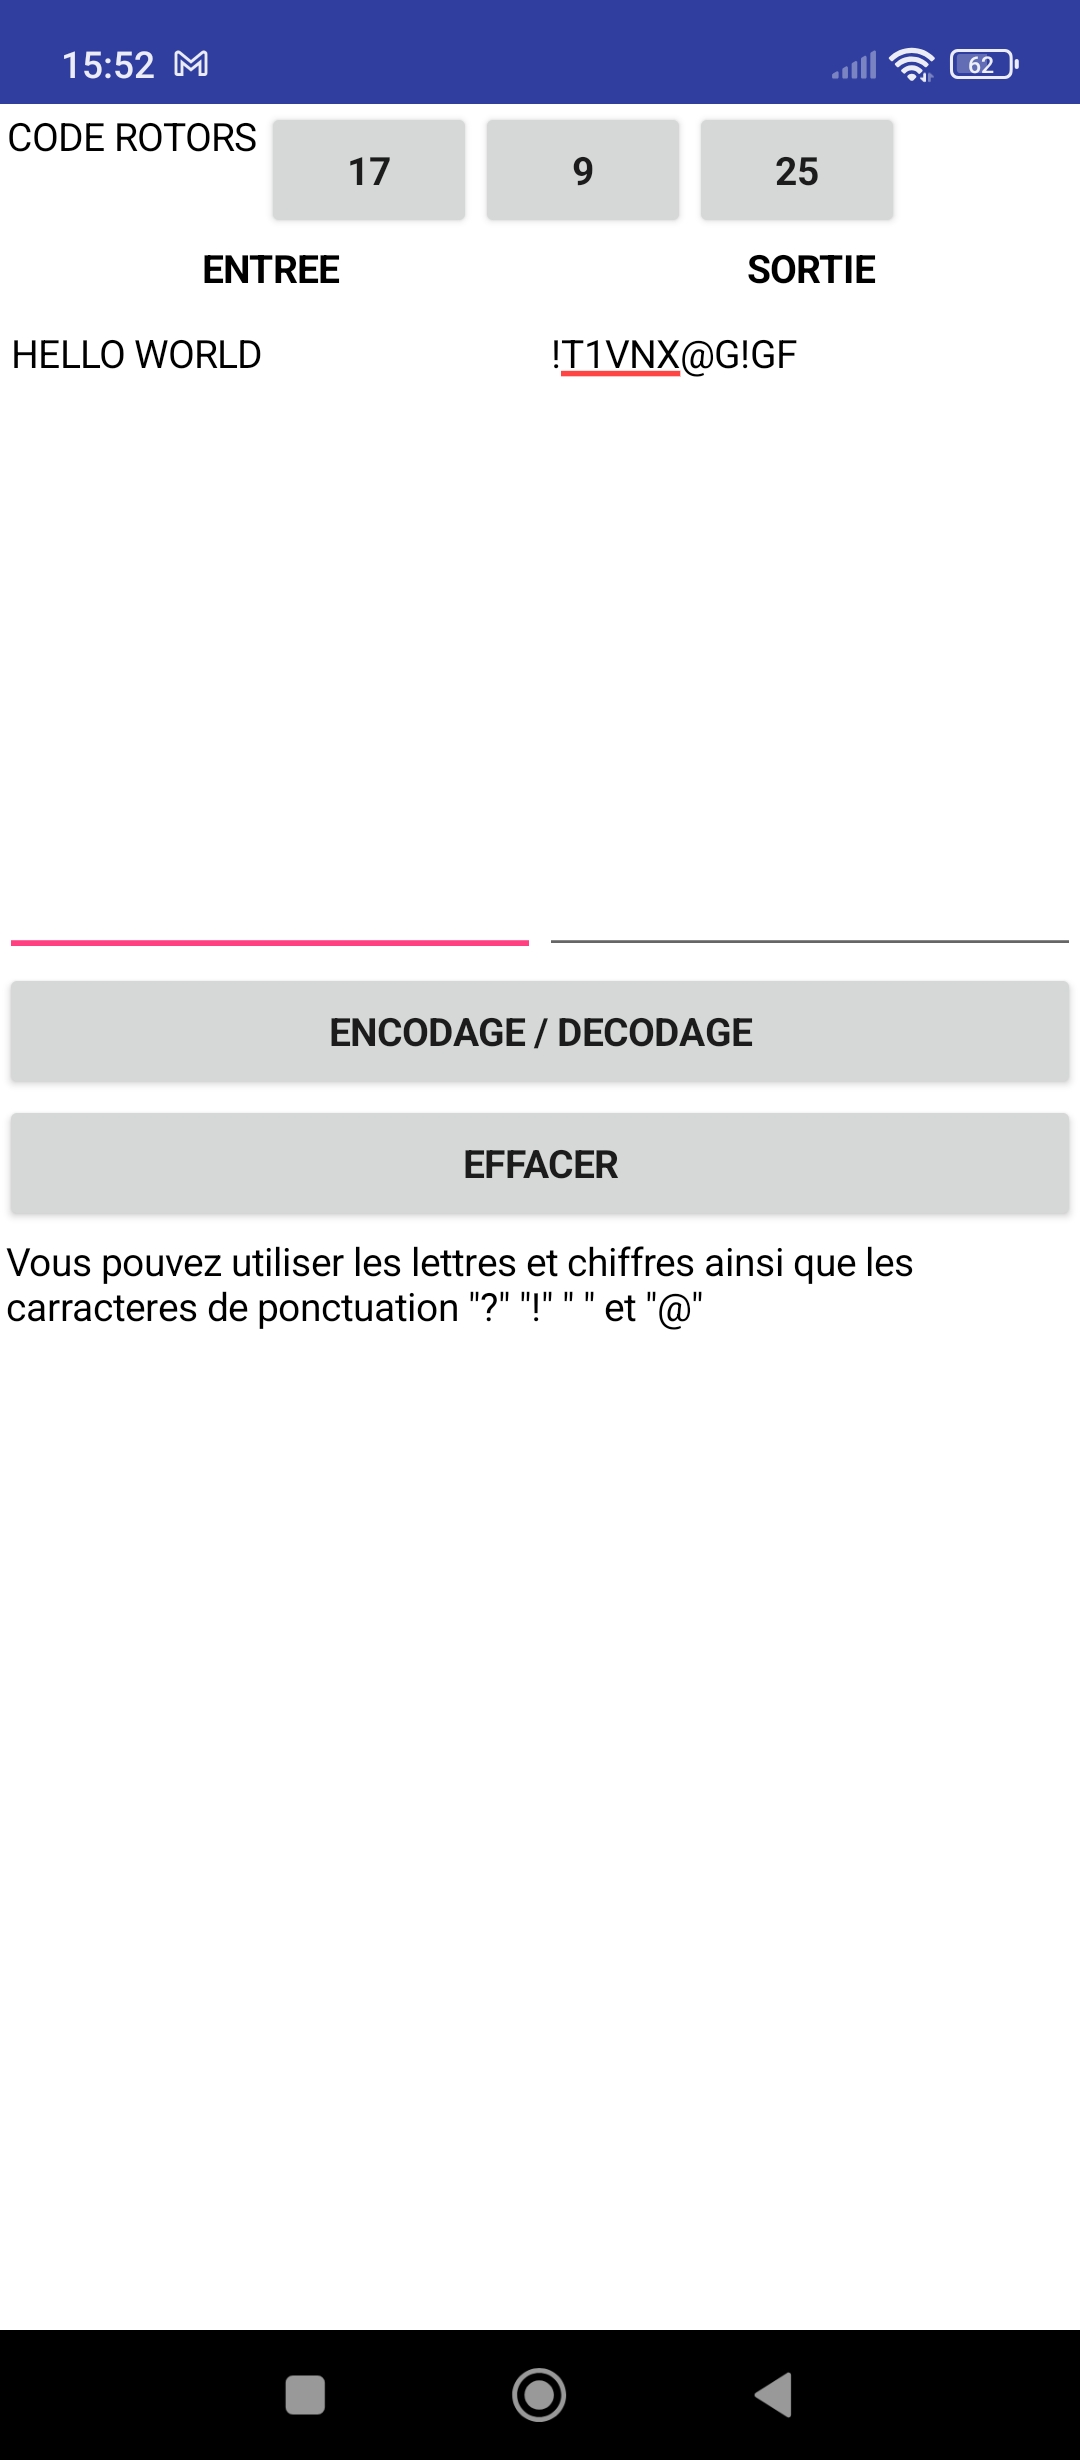 15:52 62
CODE ROTORS 17 9 25
ENTREE SORTIE
HELLO WORLD !T1VNX@G!GF
ENCODAGE / DECODAGE
EFFACER
Vous pouvez utiliser les lettres et chiffres ainsi que les
carracteres de ponctuation "?" "!" " " et "@"